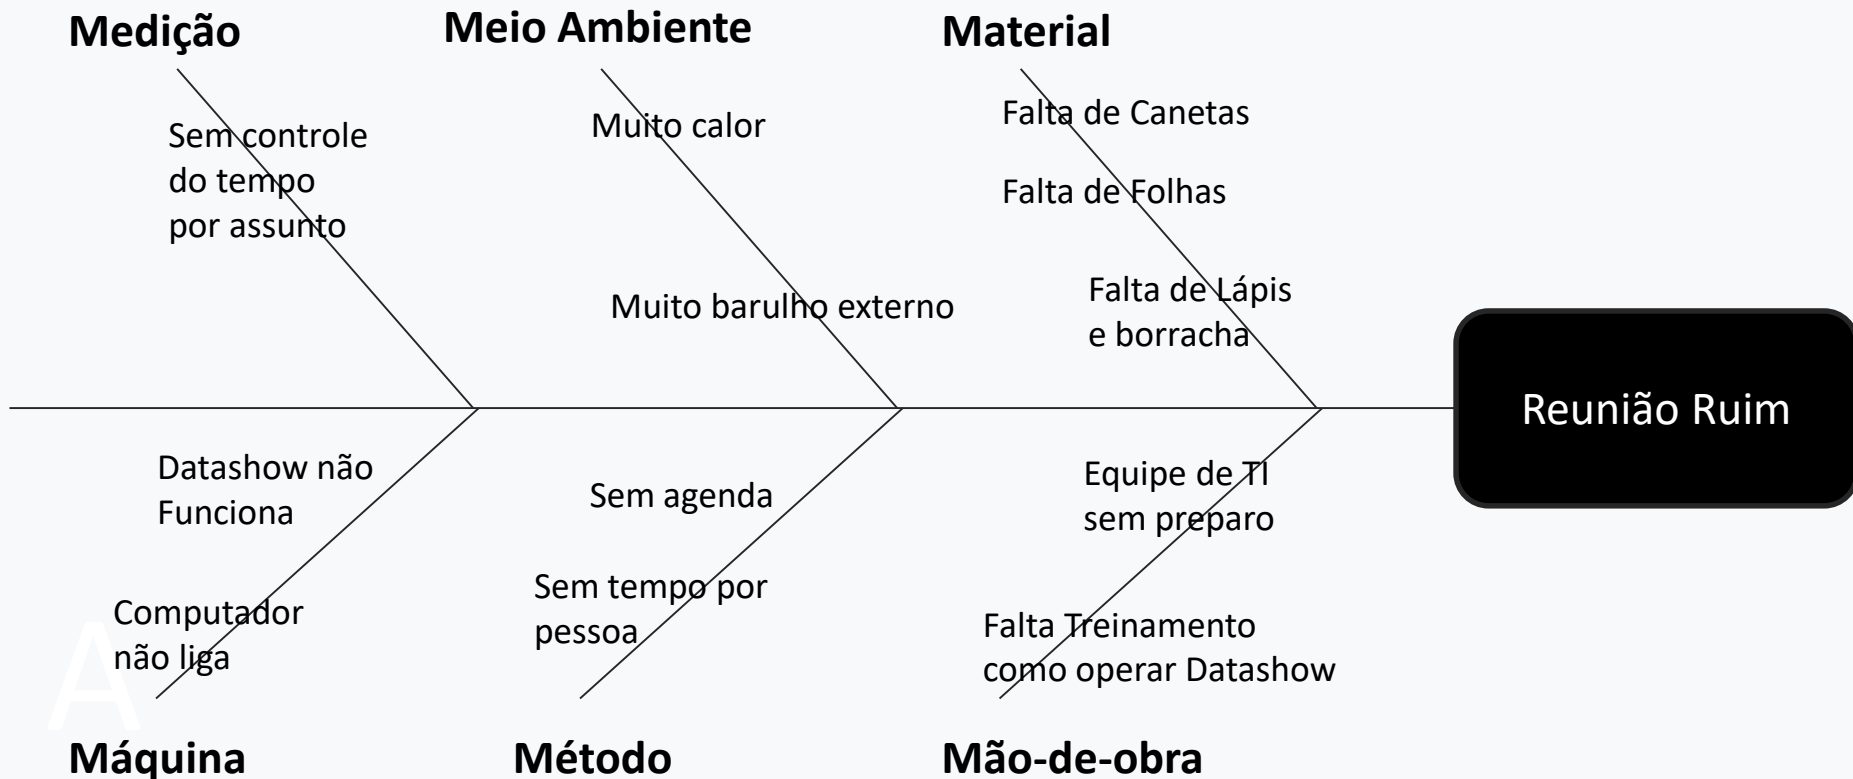 Medição
Meio Ambiente
Material
Sem controle
do tempo
por assunto
Muito calor
Muito barulho externo
Falta de Canetas
Falta de Folhas
Falta de Lápis
e borracha
Reunião Ruim
Datashow não
Funciona
Computador
não liga
A
Sem agenda
Sem tempo por
pessoa
Equipe de TI
sem preparo
Falta Treinamento
como operar Datashow
Máquina
Método
Mão-de-obra